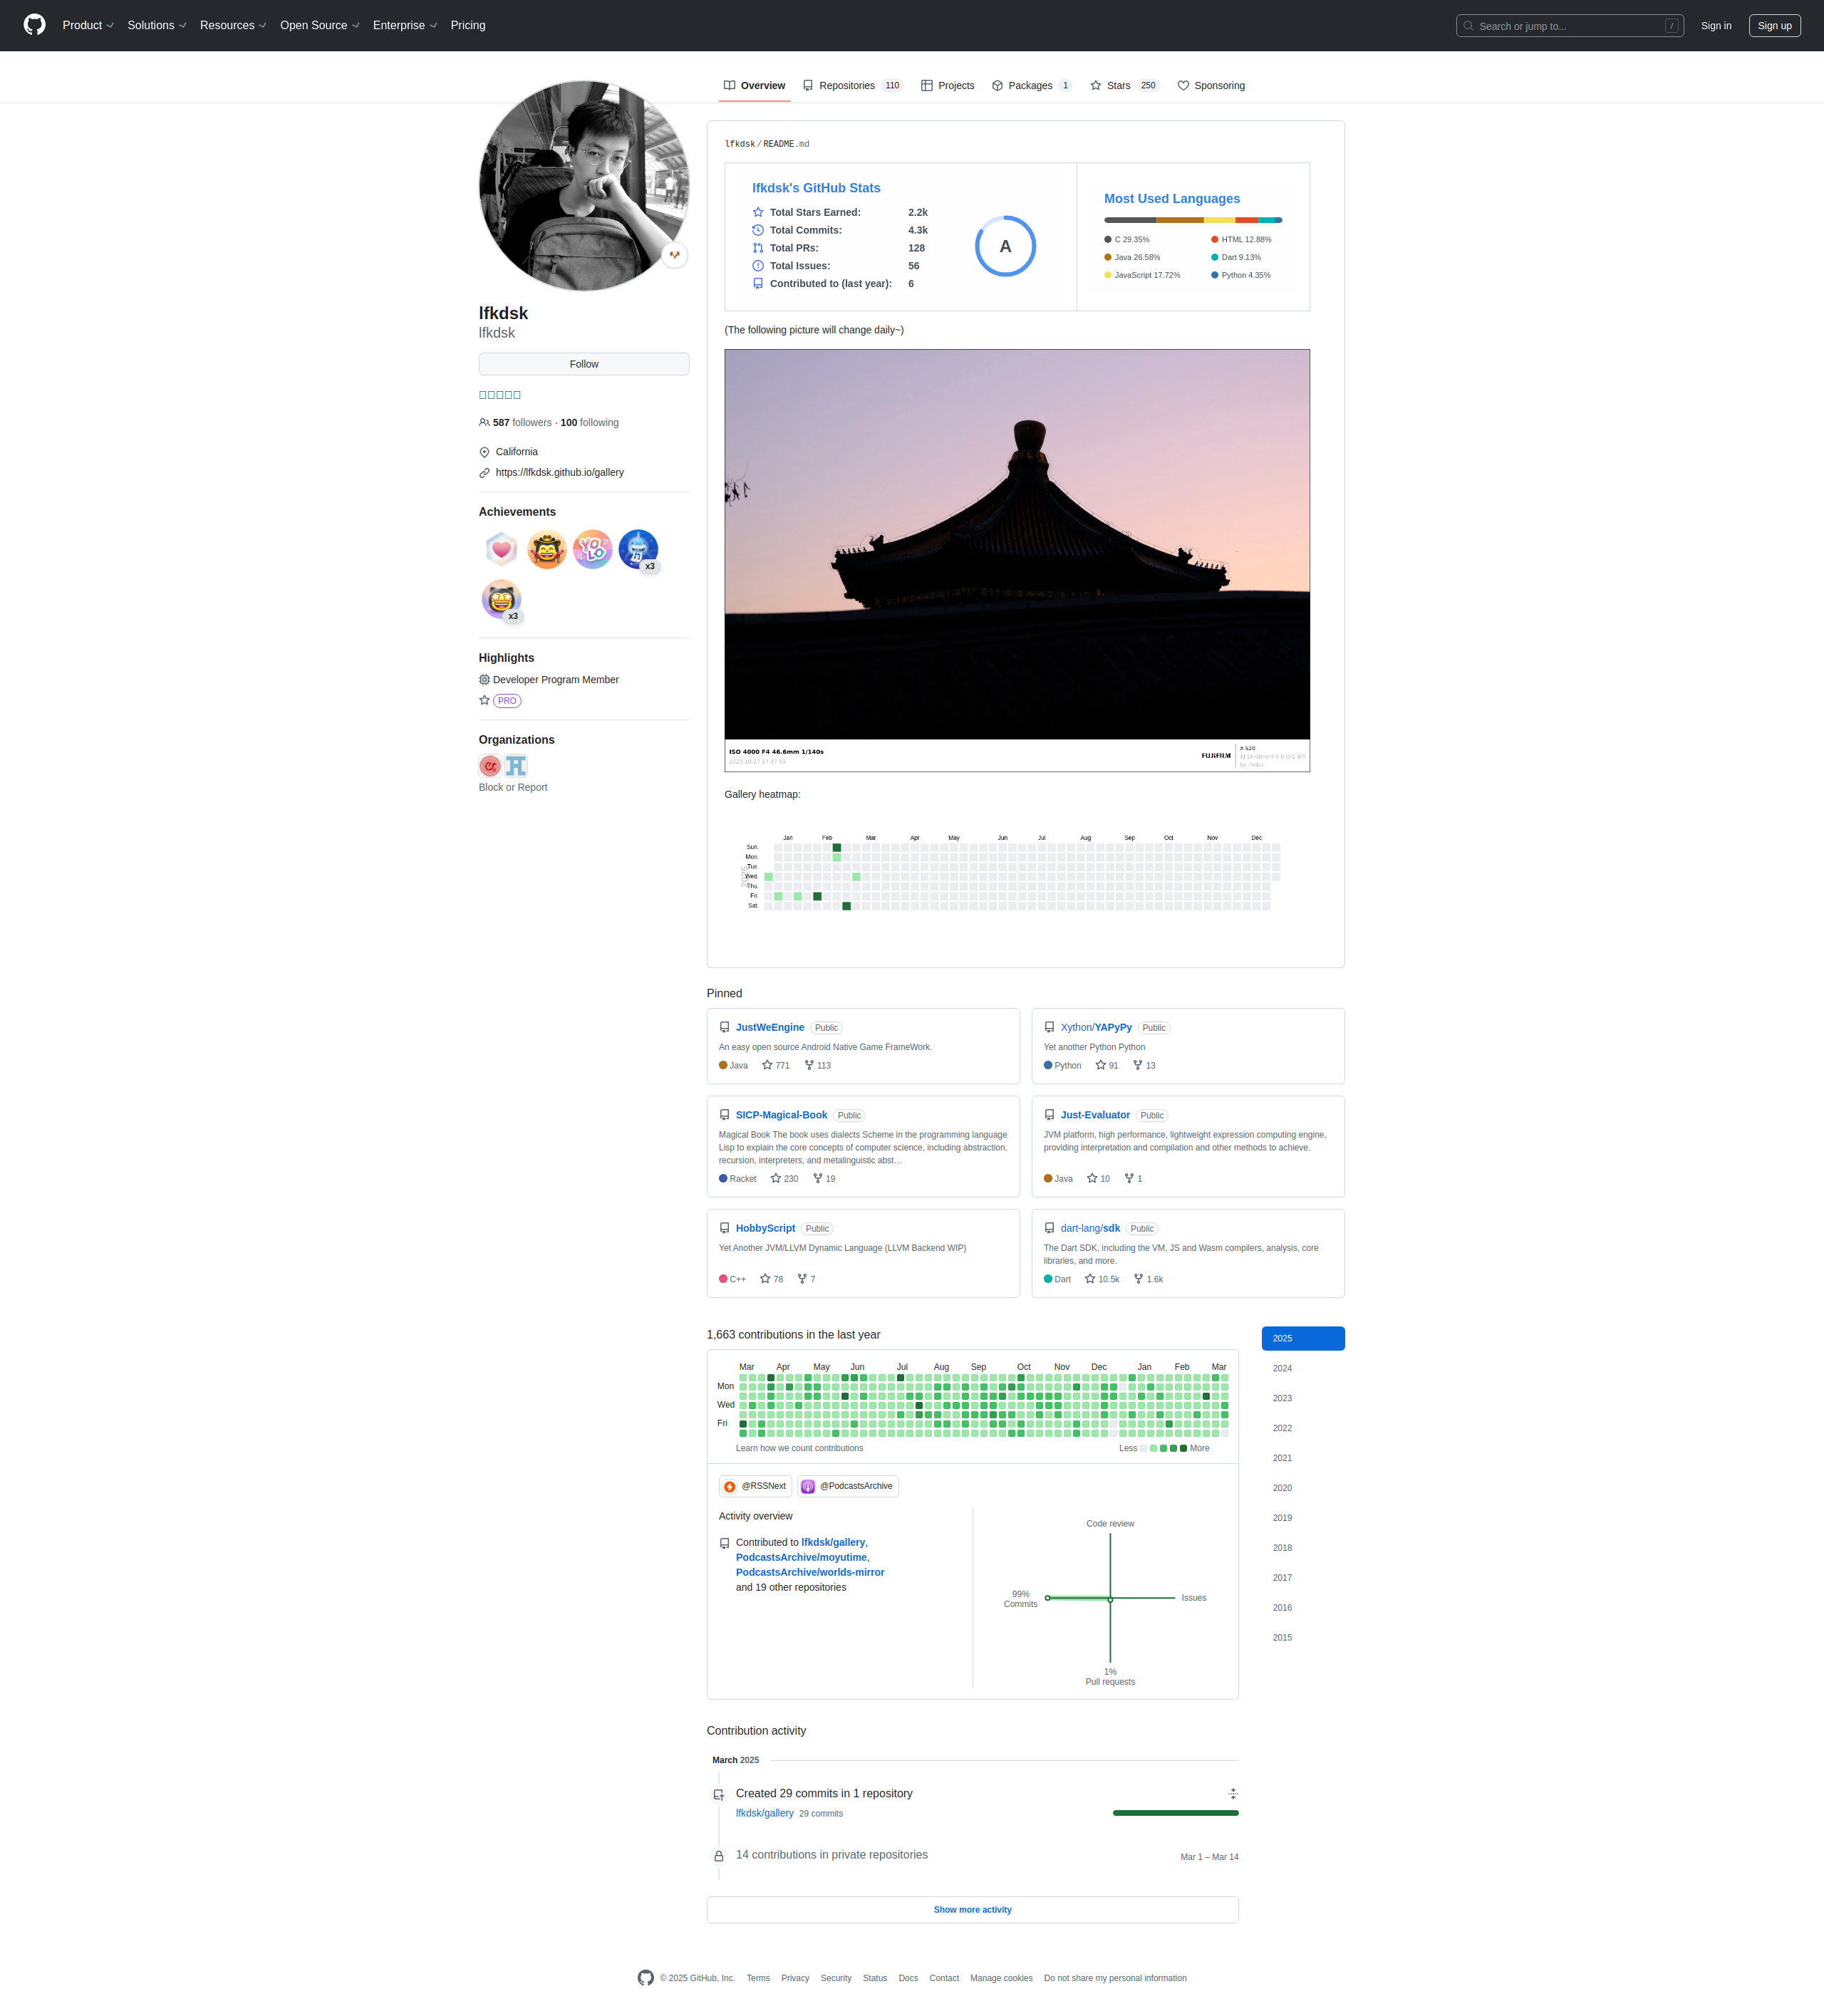 Product
Solutions
Resources
Open Source
Enterprise
Pricing
Search or jump to...
/
Sign in
Sign up
Overview
Repositories 110
Projects
Packages 1
Stars 250
Sponsoring
lfkdsk
lfkdsk
Follow
587 followers · 100 following
California
https://lfkdsk.github.io/gallery
Achievements
YOLO
x3
x3
Highlights
Developer Program Member
PRO
Organizations
Block or Report
lfkdsk/README.md
lfkdsk's GitHub Stats
Total Stars Earned: 2.2k
Total Commits: 4.3k
Total PRs: 128
Total Issues: 56
Contributed to (last year): 6
A
Most Used Languages
C 29.35%
Java 26.58%
JavaScript 17.72%
HTML 12.88%
Dart 9.13%
Python 4.35%
(The following picture will change daily~)
ISO 4000 F4 46.6mm 1/140s
FUJIFILM
X-S20
Gallery heatmap:
Jan Feb Mar Apr May Jun Jul Aug Sep Oct Nov Dec
2025
Sun.
Mon.
Tue.
Wed.
Thu.
Fri.
Sat.
Pinned
JustWeEngine Public
An easy open source Android Native Game FrameWork.
Java 771 113
Xython/YAPyPy Public
Yet another Python Python
Python 91 13
SICP-Magical-Book Public
Magical Book The book uses dialects Scheme in the programming language
Lisp to explain the core concepts of computer science, including abstraction,
recursion, interpreters, and metalinguistic abst…
Racket 230 19
Just-Evaluator Public
JVM platform, high performance, lightweight expression computing engine,
providing interpretation and compilation and other methods to achieve.
Java 10 1
HobbyScript Public
Yet Another JVM/LLVM Dynamic Language (LLVM Backend WIP)
C++ 78 7
dart-lang/sdk Public
The Dart SDK, including the VM, JS and Wasm compilers, analysis, core
libraries, and more.
Dart 10.5k 1.6k
1,663 contributions in the last year
Mar Apr May Jun Jul Aug Sep Oct Nov Dec Jan Feb Mar
Mon
Wed
Fri
Learn how we count contributions
Less More
@RSSNext
@PodcastsArchive
Activity overview
Contributed to lfkdsk/gallery,
PodcastsArchive/moyutime,
PodcastsArchive/worlds-mirror
and 19 other repositories
Code review
99%
Commits
Issues
1%
Pull requests
2025
2024
2023
2022
2021
2020
2019
2018
2017
2016
2015
Contribution activity
March 2025
Created 29 commits in 1 repository
lfkdsk/gallery 29 commits
14 contributions in private repositories
Mar 1 – Mar 14
Show more activity
© 2025 GitHub, Inc.
Terms
Privacy
Security
Status
Docs
Contact
Manage cookies
Do not share my personal information